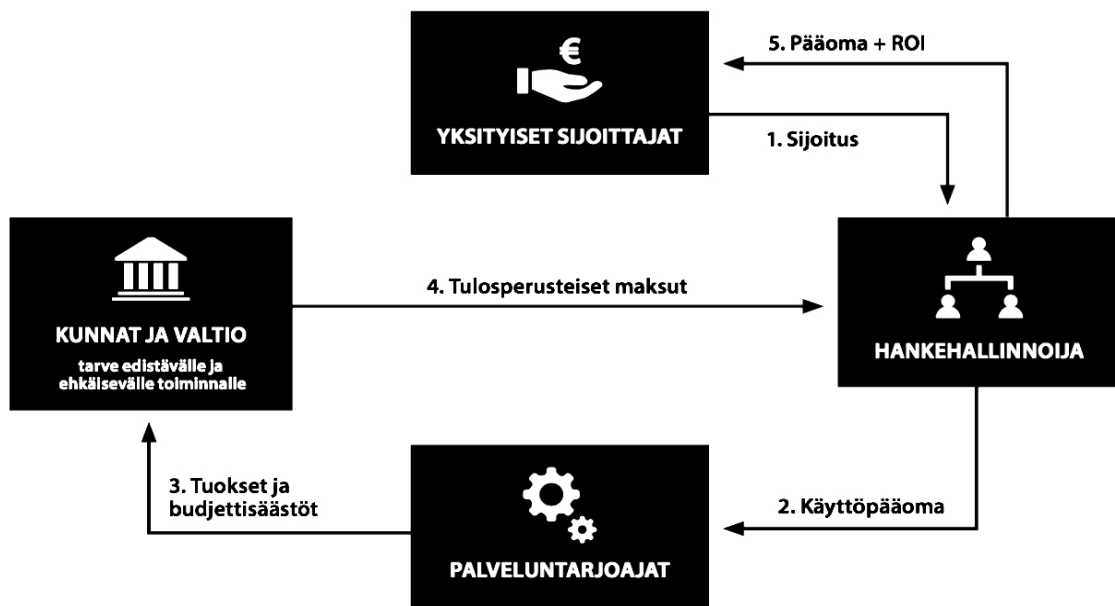 5. Pääoma + ROI
€
YKSITYISET SIJOITTAJAT
1. Sijoitus
4. Tulosperusteiset maksut
KUNNAT JA VALTIO
tarve edistävälle ja
ehkäisevälle toiminnalle
HANKEHALLINNOIJA
3. Tuokset ja
budjettisäästöt
2. Käyttöpääoma
PALVELUNTARJOAJAT